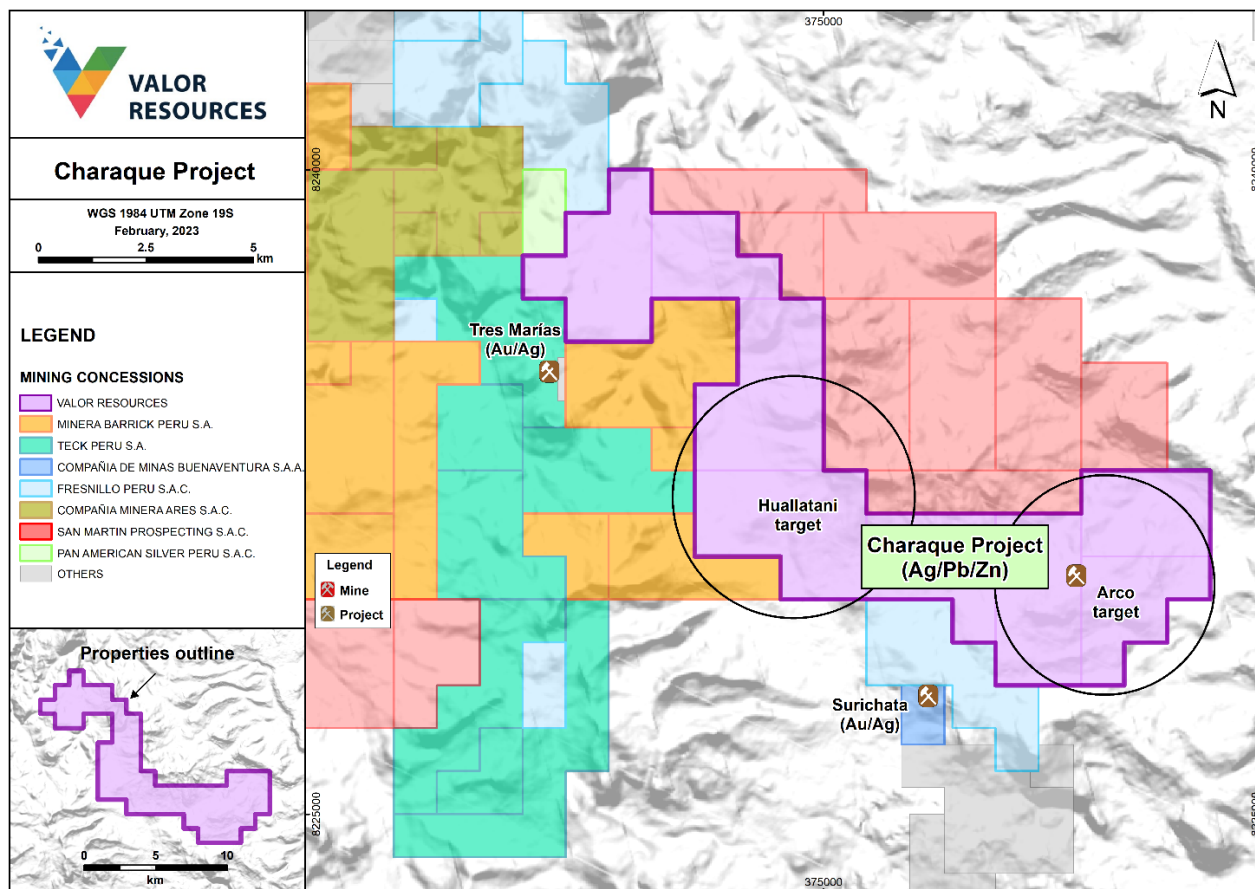 VALOR
RESOURCES
Charaque Project
WGS 1984 UTM Zone 19S
February, 2023
0 2.5 5
km
LEGEND
MINING CONCESSIONS
VALOR RESOURCES
MINERA BARRICK PERU S.A.
TECK PERU S.A.
COMPAÑIA DE MINAS BUENAVENTURA S.A.A.
FRESNILLO PERU S.A.C.
COMPAÑIA MINERA ARES S.A.C.
SAN MARTIN PROSPECTING S.A.C.
PAN AMERICAN SILVER PERU S.A.C.
OTHERS
Properties outline
0 5 10
km
375000
N
8240000
8240000
Tres Marías
(Au/Ag)
Huallatani
target
Charaque Project
(Ag/Pb/Zn)
Arco
target
Legend
Mine
Project
Surichata
(Au/Ag)
8225000
8225000
375000